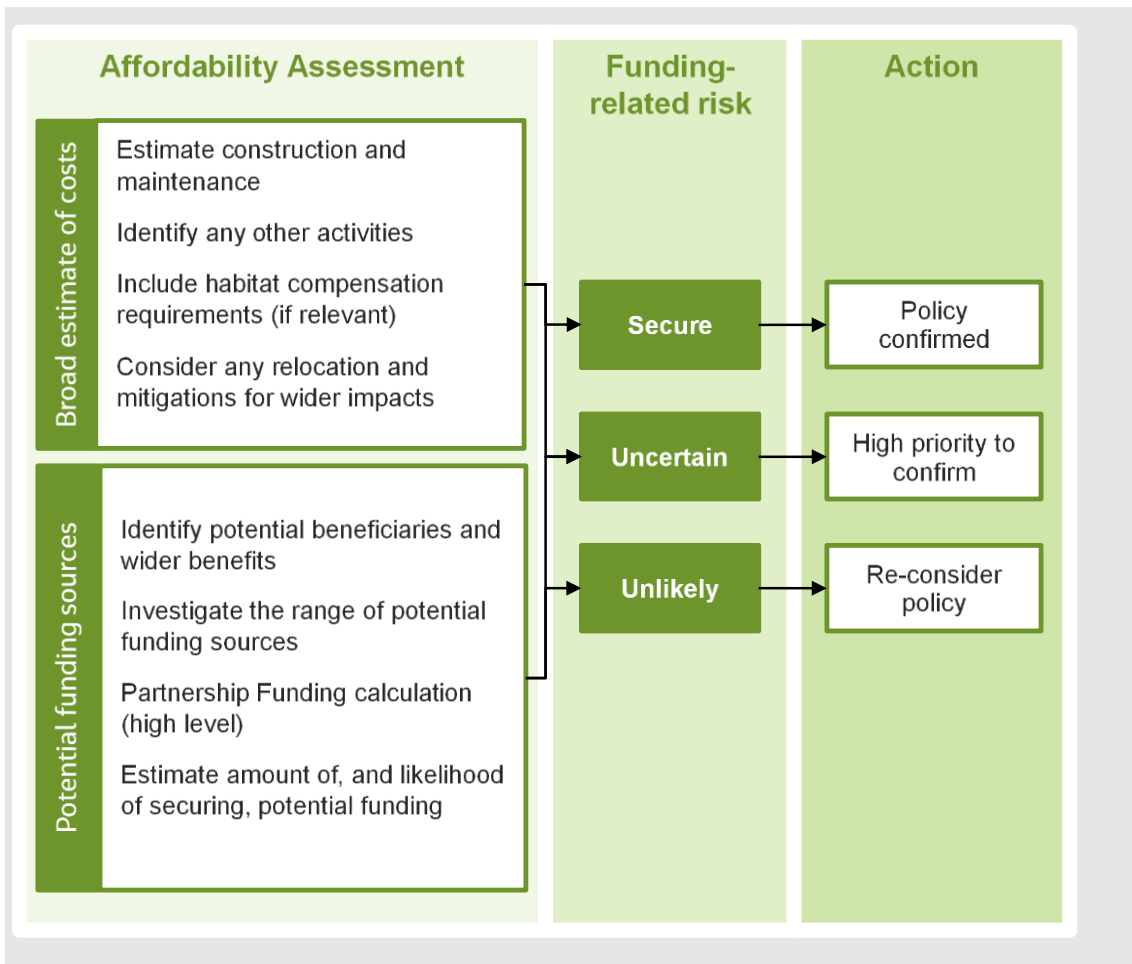 Affordability Assessment
Broad estimate of costs
Estimate construction and
maintenance
Identify any other activities
Include habitat compensation
requirements (if relevant)
Consider any relocation and
mitigations for wider impacts
Potential funding sources
Identify potential beneficiaries and
wider benefits
Investigate the range of potential
funding sources
Partnership Funding calculation
(high level)
Estimate amount of, and likelihood
of securing, potential funding
Funding-
related risk
Secure
Uncertain
Unlikely
Action
Policy
confirmed
High priority to
confirm
Re-consider
policy